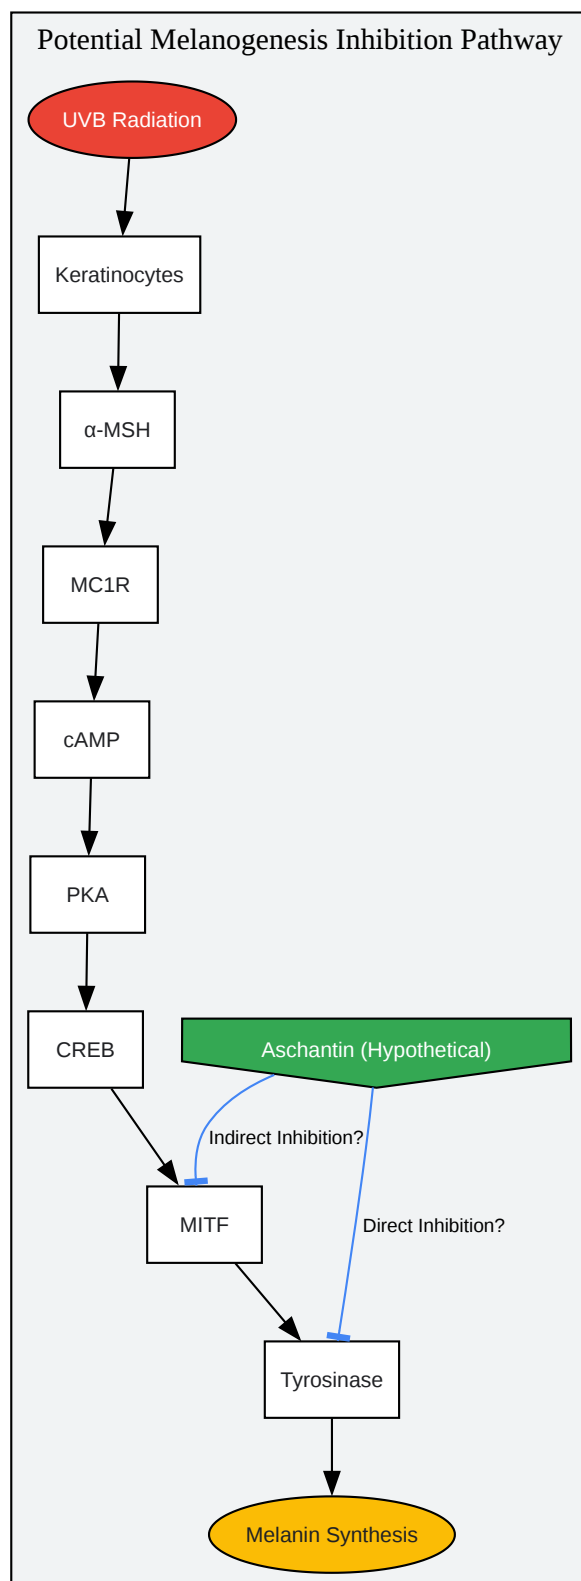 Potential Melanogenesis Inhibition Pathway
UVB Radiation
Keratinocytes
α-MSH
MC1R
cAMP
PKA
CREB
Aschantin (Hypothetical)
Indirect Inhibition?
MITF
Direct Inhibition?
Tyrosinase
Melanin Synthesis